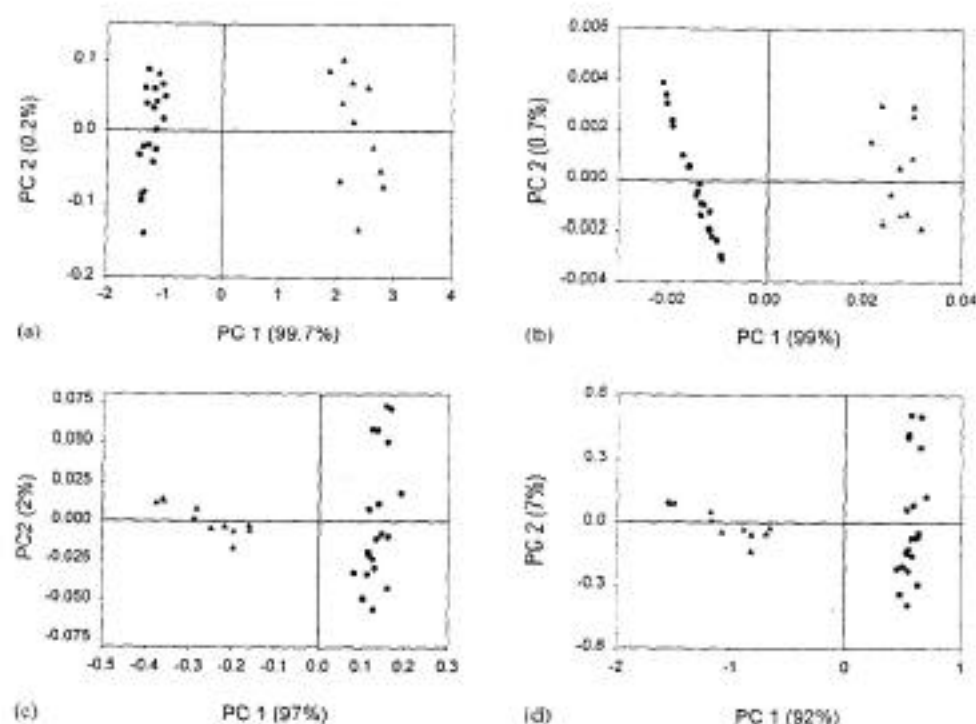 0.006
0.1
0.0
-0.1
-0.2
PC 2 (0.2%)
-2 -1 0 1 2 3 4
(a) PC 1 (99.7%)
0.004
0.002
0.000
-0.002
-0.004
PC 2 (0.7%)
-0.02 0.00 0.02 0.04
(b) PC 1 (99%)
0.075
0.050
0.025
0.000
-0.025
-0.050
-0.075
PC2 (2%)
-0.5 -0.4 -0.3 -0.2 -0.1 0.0 0.1 0.2 0.3
(c) PC 1 (97%)
0.6
0.3
0.0
-0.3
-0.6
PC 2 (7%)
-2 -1 0 1
(d) PC 1 (92%)